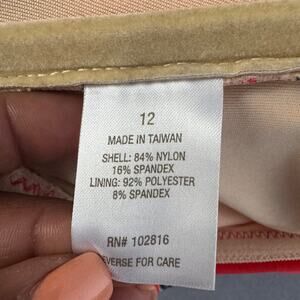 12
MADE IN TAIWAN
SHELL: 84% NYLON
16% SPANDEX
LINING: 92% POLYESTER
8% SPANDEX
RN# 102816
EVERSE FOR CARE